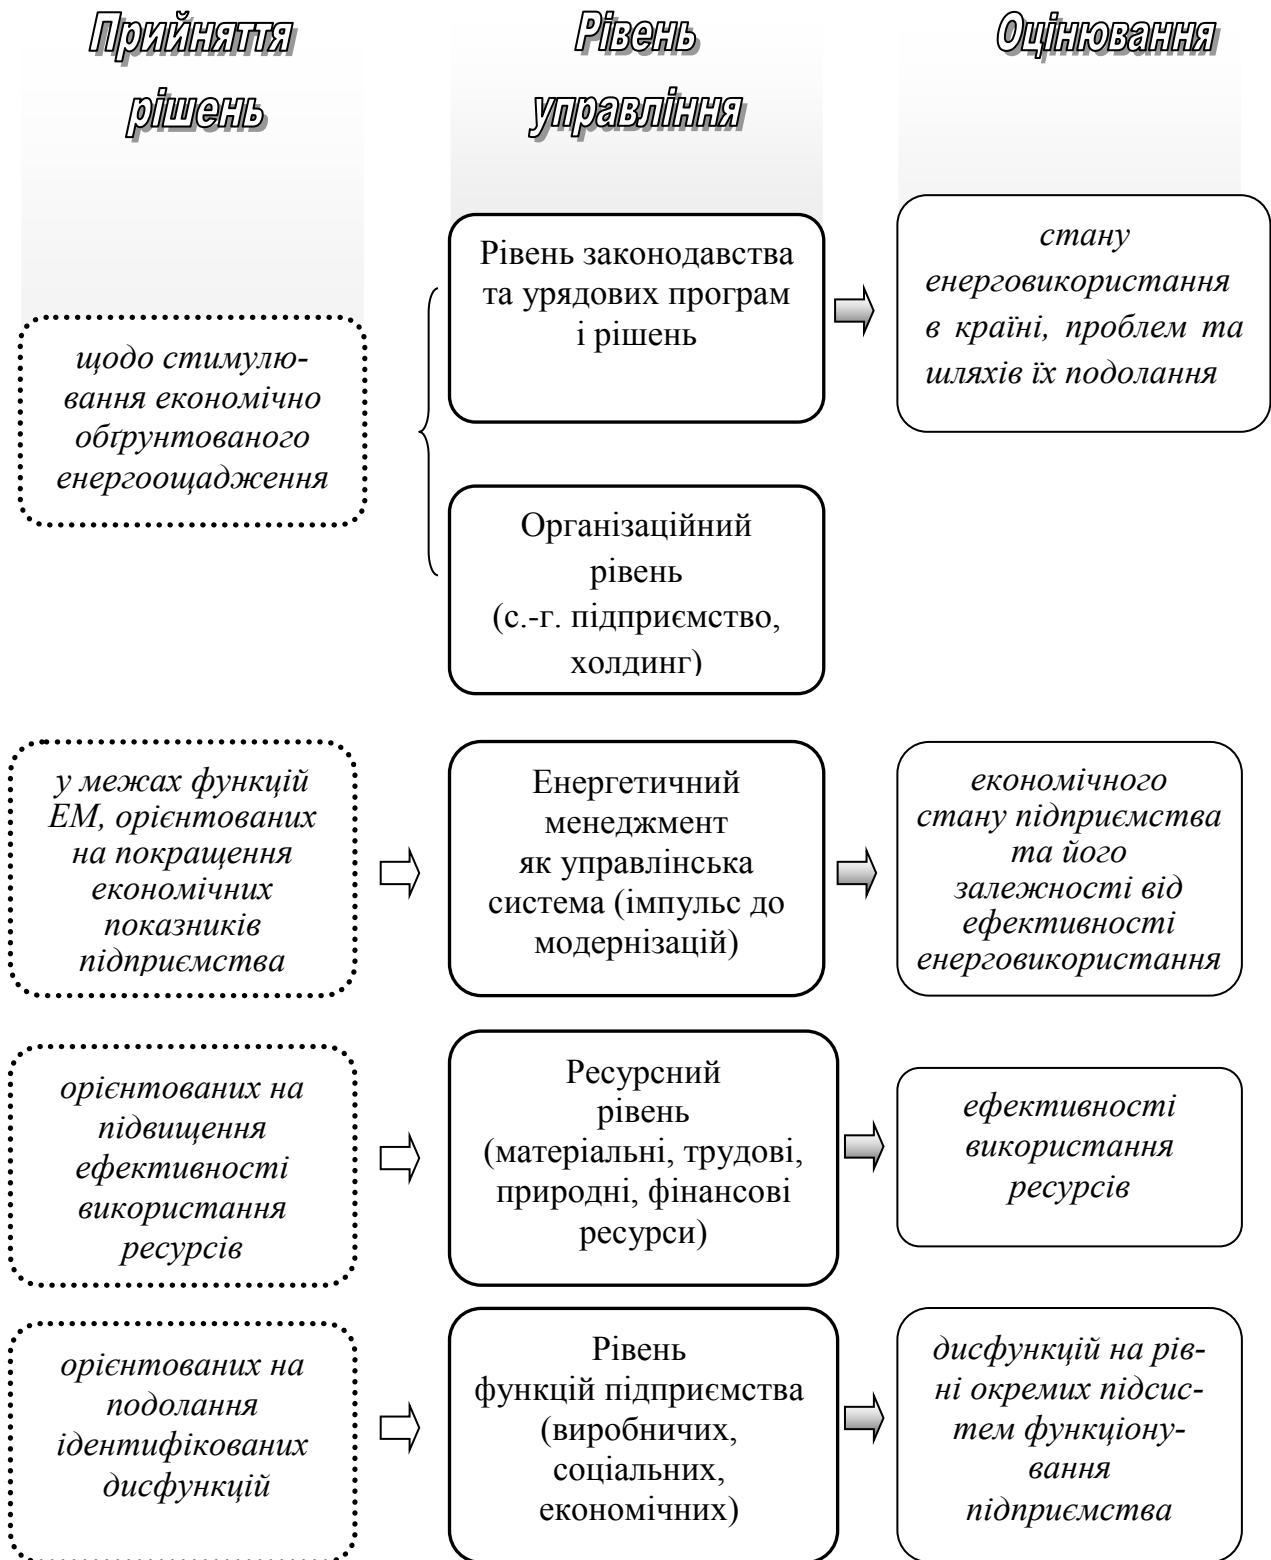 Прийняття
рішень
Рівень
управління
Оцінювання
щодо стимулю-
вання економічно
обґрунтованого
енергоощадження
Рівень законодавства
та урядових програм
і рішень
стану
енерговикористання
в країні, проблем та
шляхів їх подолання
Організаційний
рівень
(с.-г. підприємство,
холдинг)
у межах функцій
ЕМ, орієнтованих
на покращення
економічних
показників
підприємства
Енергетичний
менеджмент
як управлінська
система (імпульс до
модернізацій)
економічного
стану підприємства
та його
залежності від
ефективності
енерговикористання
орієнтованих на
підвищення
ефективності
використання
ресурсів
Ресурсний
рівень
(матеріальні, трудові,
природні, фінансові
ресурси)
ефективності
використання
ресурсів
орієнтованих на
подолання
ідентифікованих
дисфункцій
Рівень
функцій підприємства
(виробничих,
соціальних,
економічних)
дисфункцій на рів-
ні окремих підсис-
тем функціону-
вання
підприємства